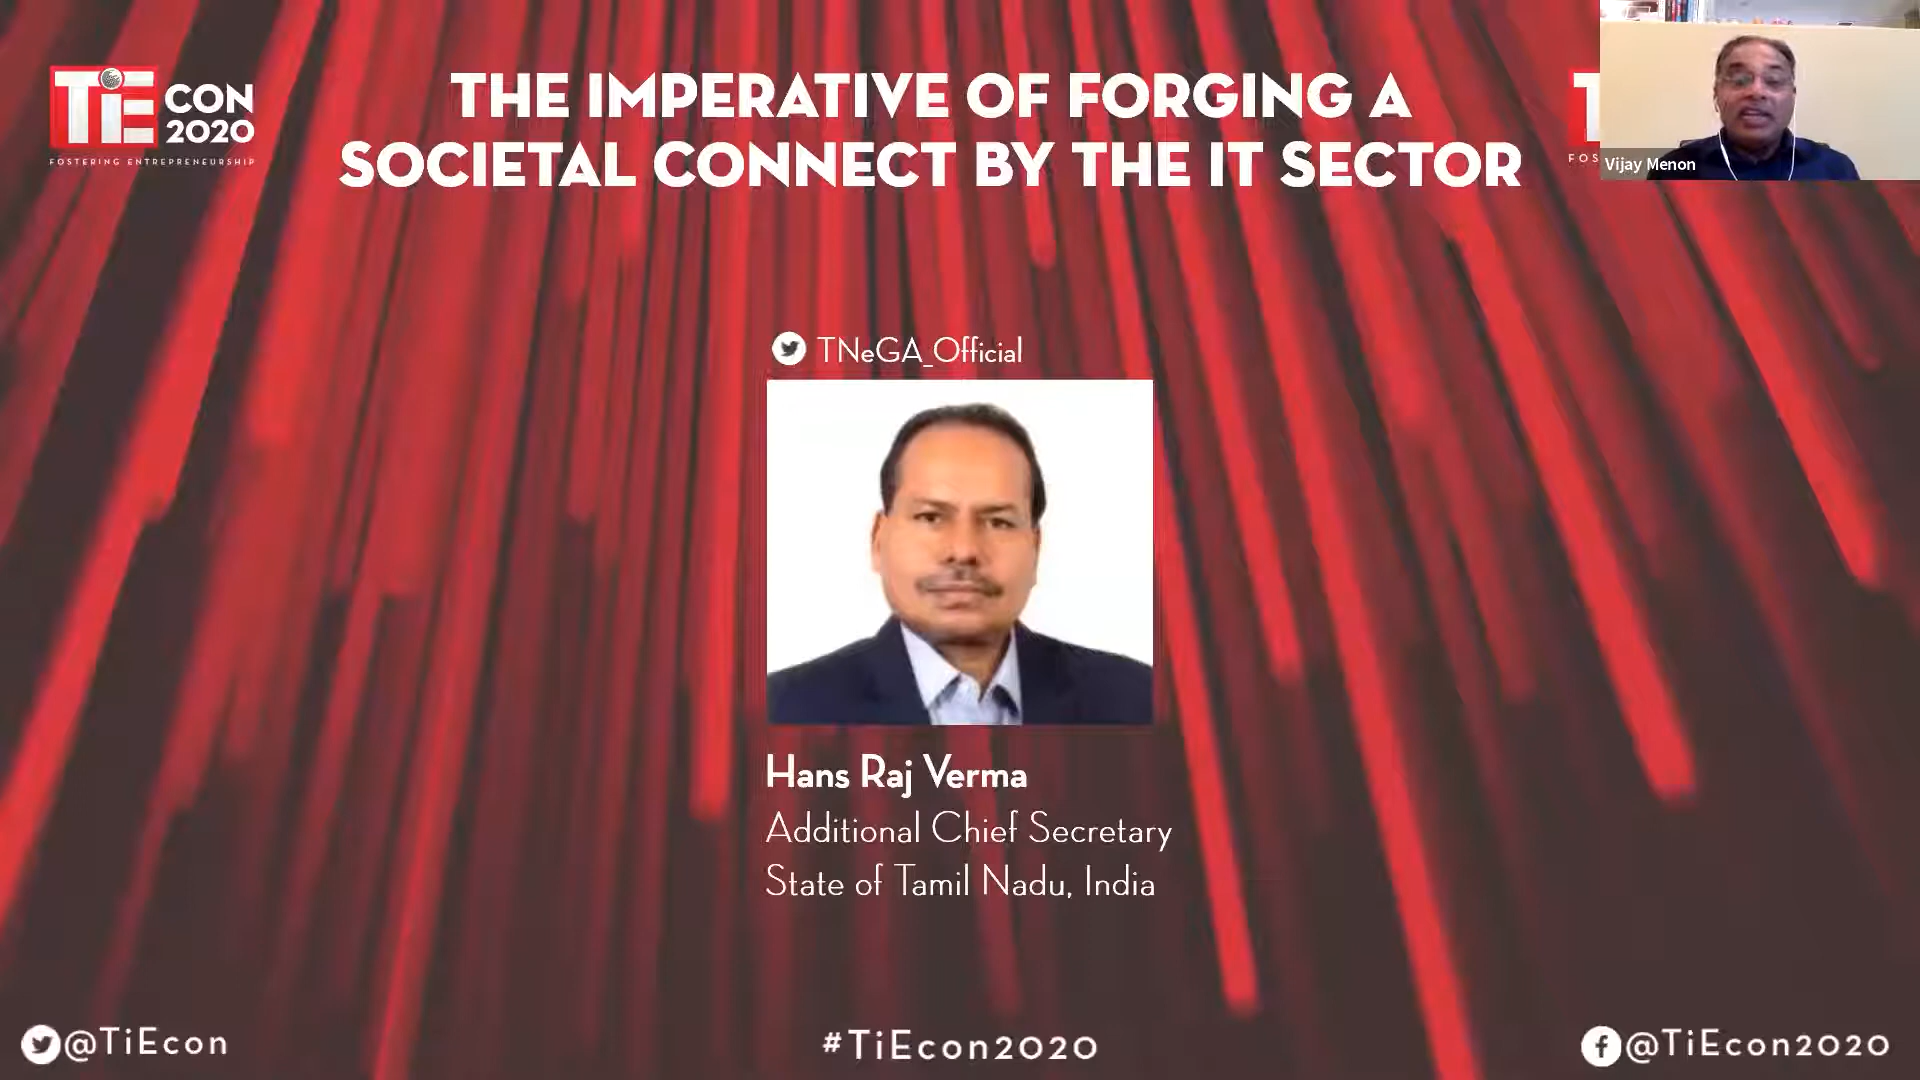 TiE CON
2020
FOSTERING ENTREPRENEURSHIP
THE IMPERATIVE OF FORGING A
SOCIETAL CONNECT BY THE IT SECTOR
T
FOS
Vijay Menon
TNeGA_Official
Hans Raj Verma
Additional Chief Secretary
State of Tamil Nadu, India
@TiEcon
#TiEcon2020
@TiEcon2020